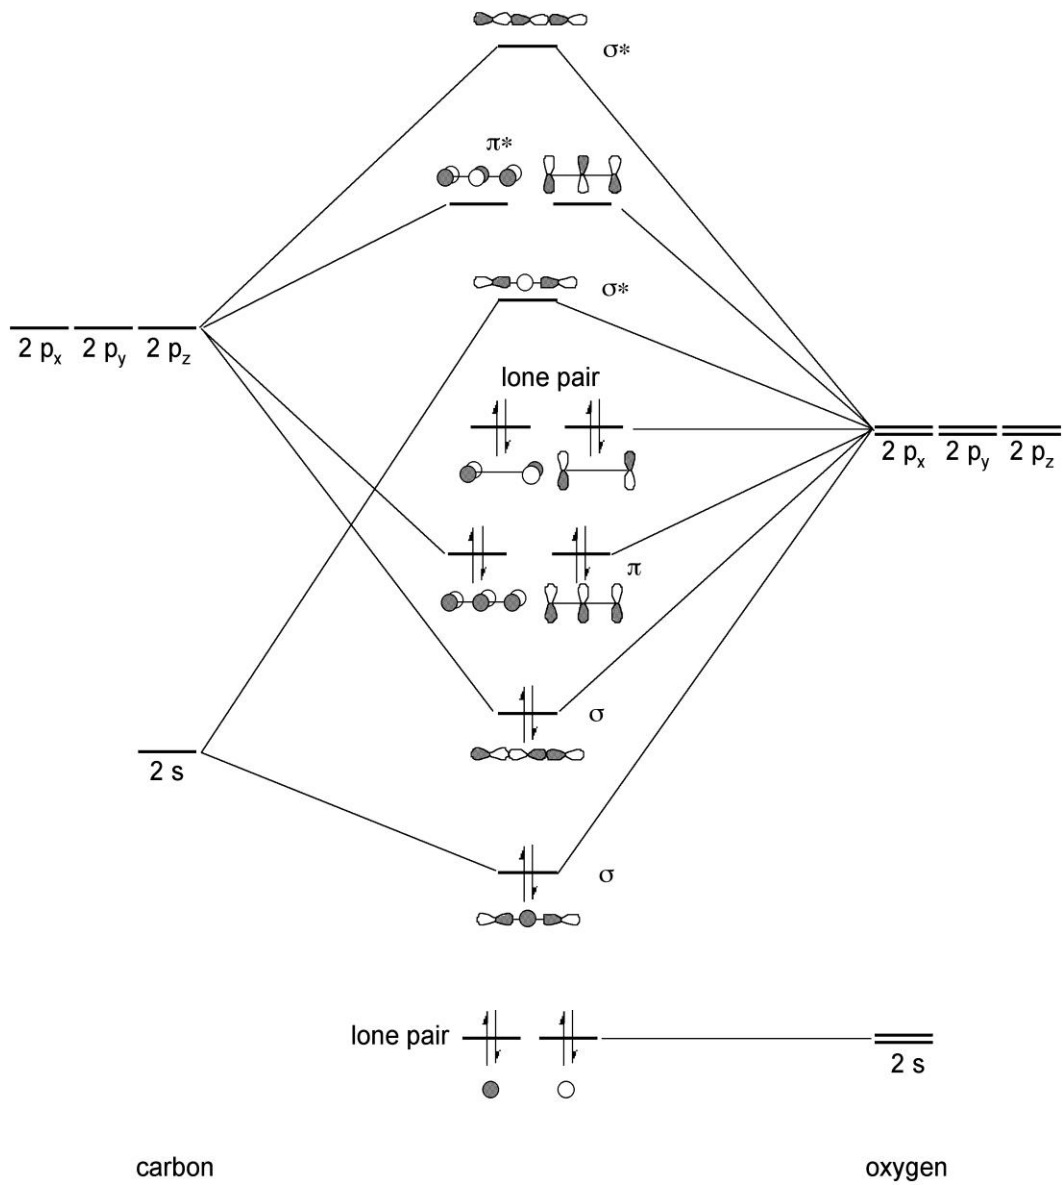 σ*
π*
σ*
2 px 2 py 2 pz
lone pair
2 px 2 py 2 pz
π
σ
2 s
σ
lone pair
2 s
carbon
oxygen